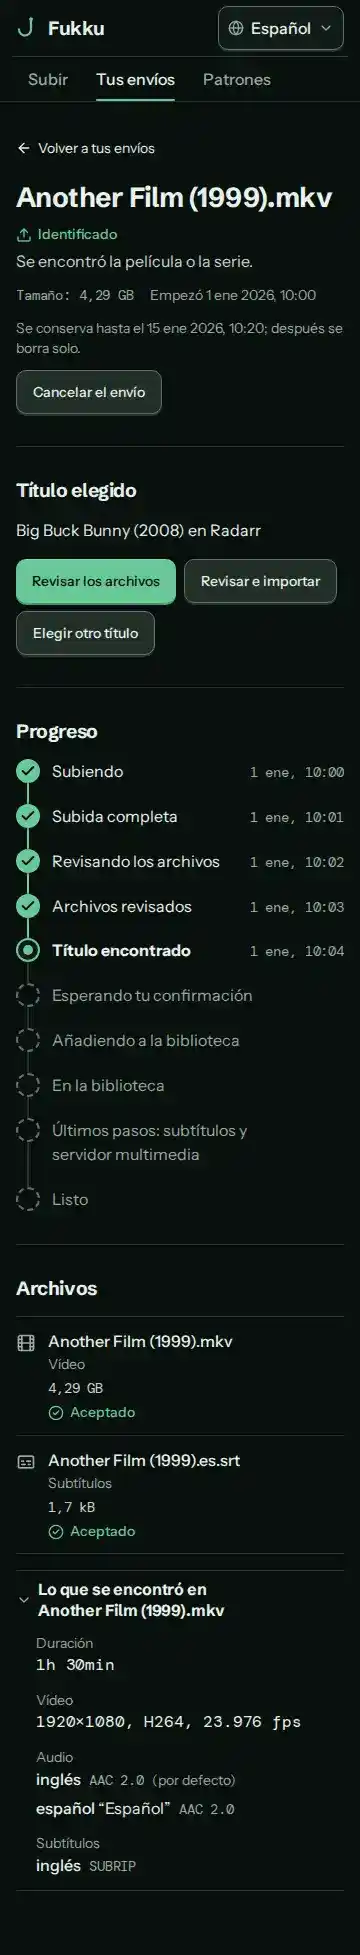 Fukku
Español
Subir
Tus envíos
Patrones
Volver a tus envíos
Another Film (1999).mkv
Identificado
Se encontró la película o la serie.
Tamaño: 4,29 GB Empezó 1 ene 2026, 10:00
Se conserva hasta el 15 ene 2026, 10:20; después se
borra solo.
Cancelar el envío
Título elegido
Big Buck Bunny (2008) en Radarr
Revisar los archivos
Revisar e importar
Elegir otro título
Progreso
Subiendo 1 ene, 10:00
Subida completa 1 ene, 10:01
Revisando los archivos 1 ene, 10:02
Archivos revisados 1 ene, 10:03
Título encontrado 1 ene, 10:04
Esperando tu confirmación
Añadiendo a la biblioteca
En la biblioteca
Últimos pasos: subtítulos y
servidor multimedia
Listo
Archivos
Another Film (1999).mkv
Vídeo
4,29 GB
Aceptado
Another Film (1999).es.srt
Subtítulos
1,7 kB
Aceptado
Lo que se encontró en
Another Film (1999).mkv
Duración
1h 30min
Vídeo
1920×1080, H264, 23.976 fps
Audio
inglés AAC 2.0 (por defecto)
español “Español” AAC 2.0
Subtítulos
inglés SUBRIP